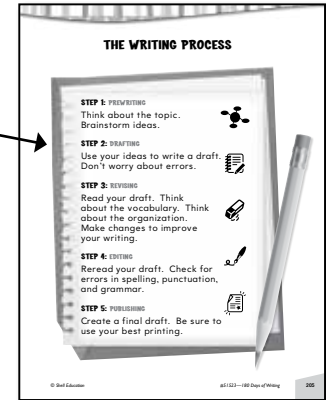 THE WRITING PROCESS
STEP 1: PREWRITING
Think about the topic.
Brainstorm ideas.
STEP 2: DRAFTING
Use your ideas to write a draft.
Don't worry about errors.
STEP 3: REVISING
Read your draft. Think
about the vocabulary. Think
about the organization.
Make changes to improve
your writing.
STEP 4: EDITING
Reread your draft. Check for
errors in spelling, punctuation,
and grammar.
STEP 5: PUBLISHING
Create a final draft. Be sure to
use your best printing.
© Shell Education
#51523—180 Days of Writing
205